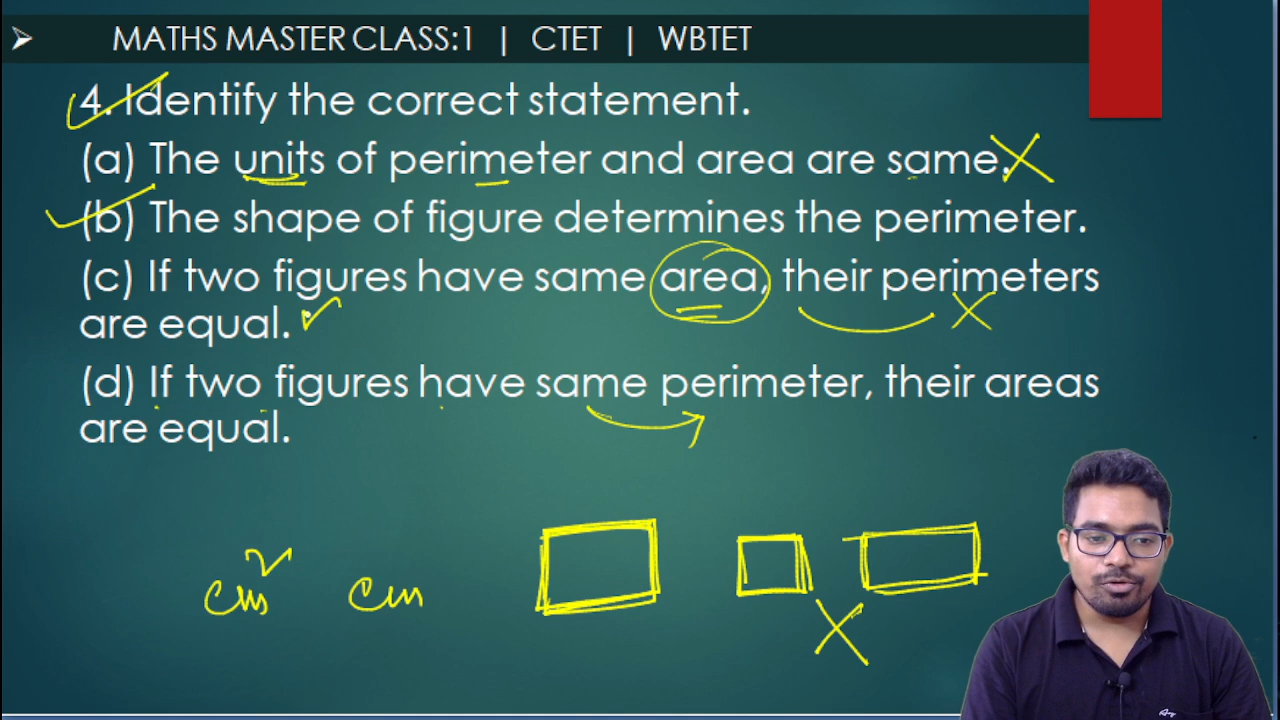 MATHS MASTER CLASS:1 | CTET | WBTET
4. Identify the correct statement.
(a) The units of perimeter and area are same.
(b) The shape of figure determines the perimeter.
(c) If two figures have same area, their perimeters
are equal.
(d) If two figures have same perimeter, their areas
are equal.
cm² cm